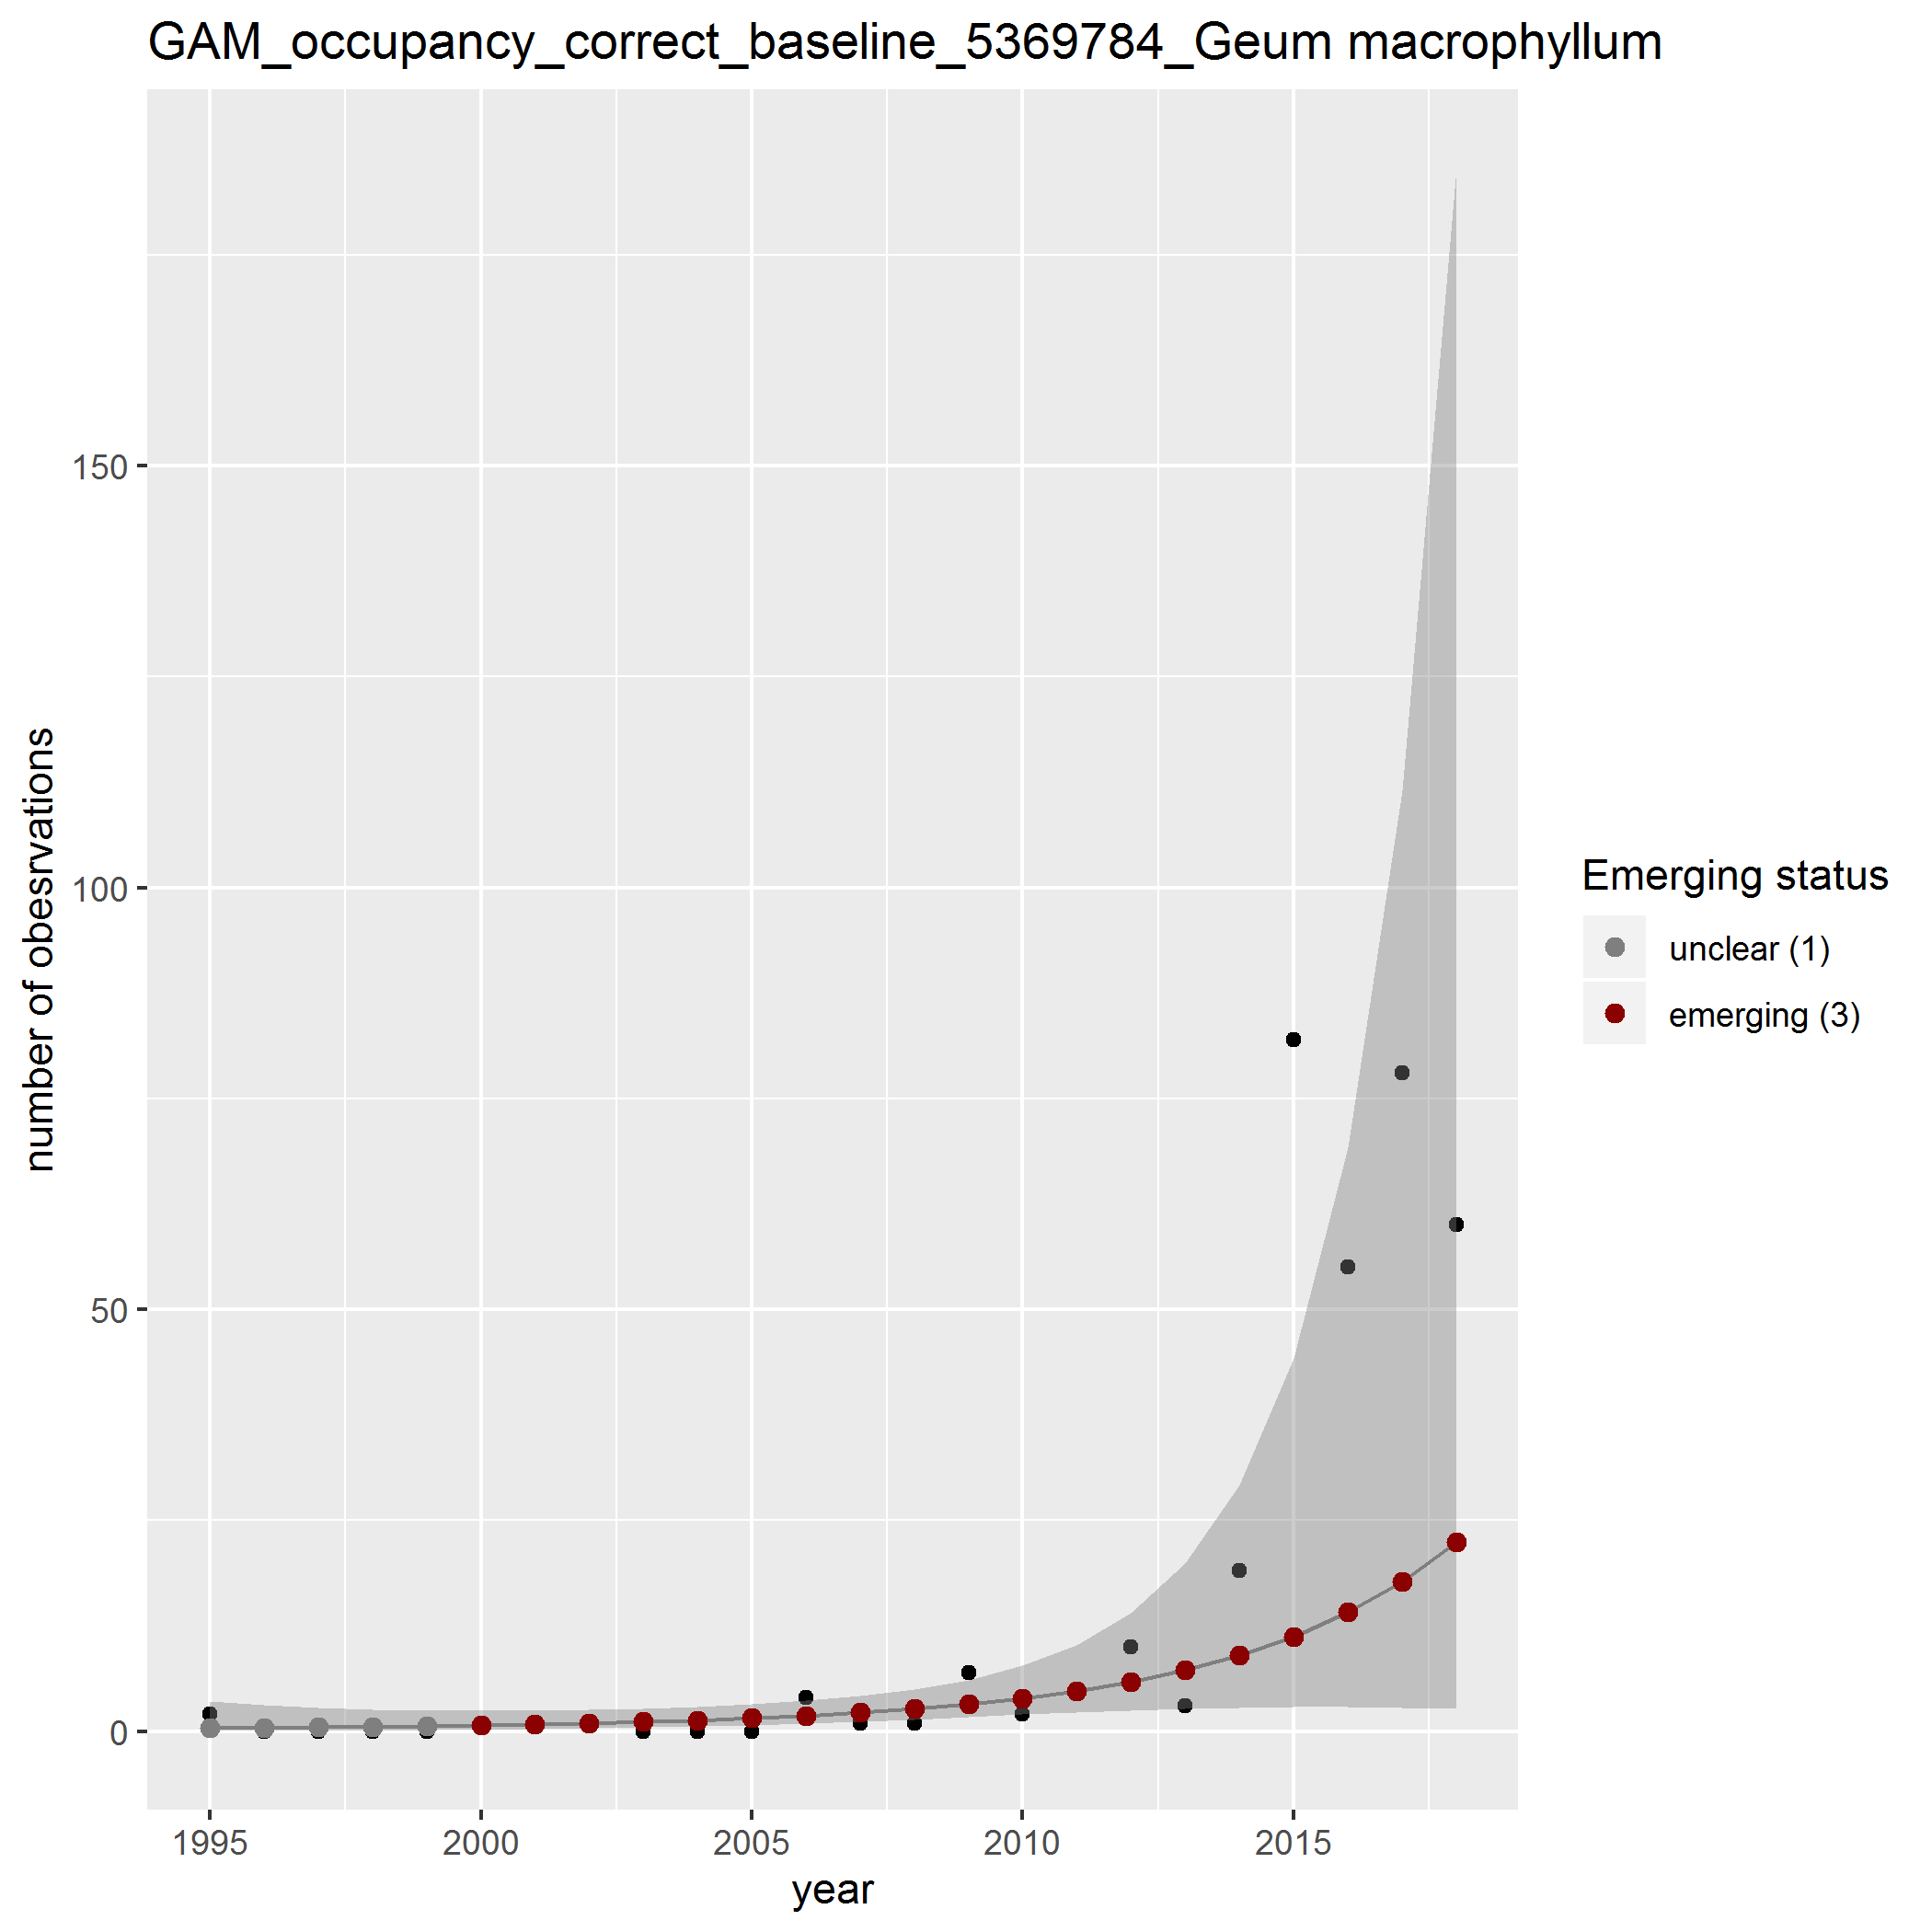 GAM_occupancy_correct_baseline_5369784_Geum macrophyllum
number of obesrvations
150
100
50
0
1995 2000 2005 2010 2015
year
Emerging status
unclear (1)
emerging (3)